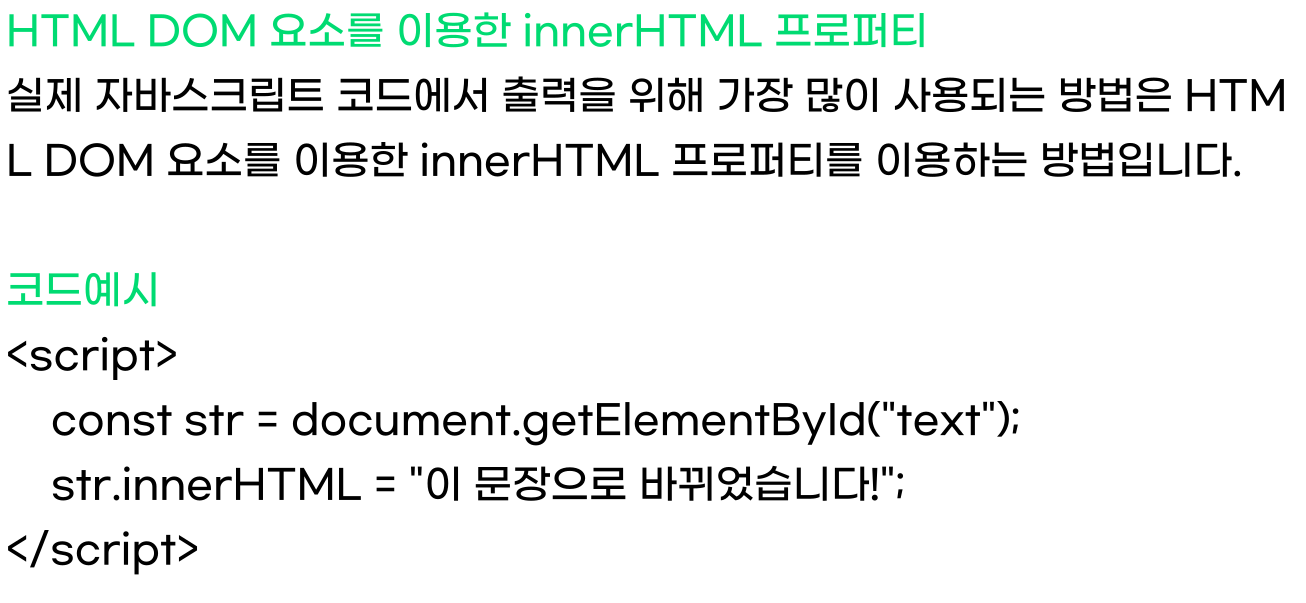 HTML DOM 요소를 이용한 innerHTML 프로퍼티
실제 자바스크립트 코드에서 출력을 위해 가장 많이 사용되는 방법은 HTM
L DOM 요소를 이용한 innerHTML 프로퍼티를 이용하는 방법입니다.
코드예시
<script>
const str = document.getElementById("text");
str.innerHTML = "이 문장으로 바뀌었습니다!";
</script>